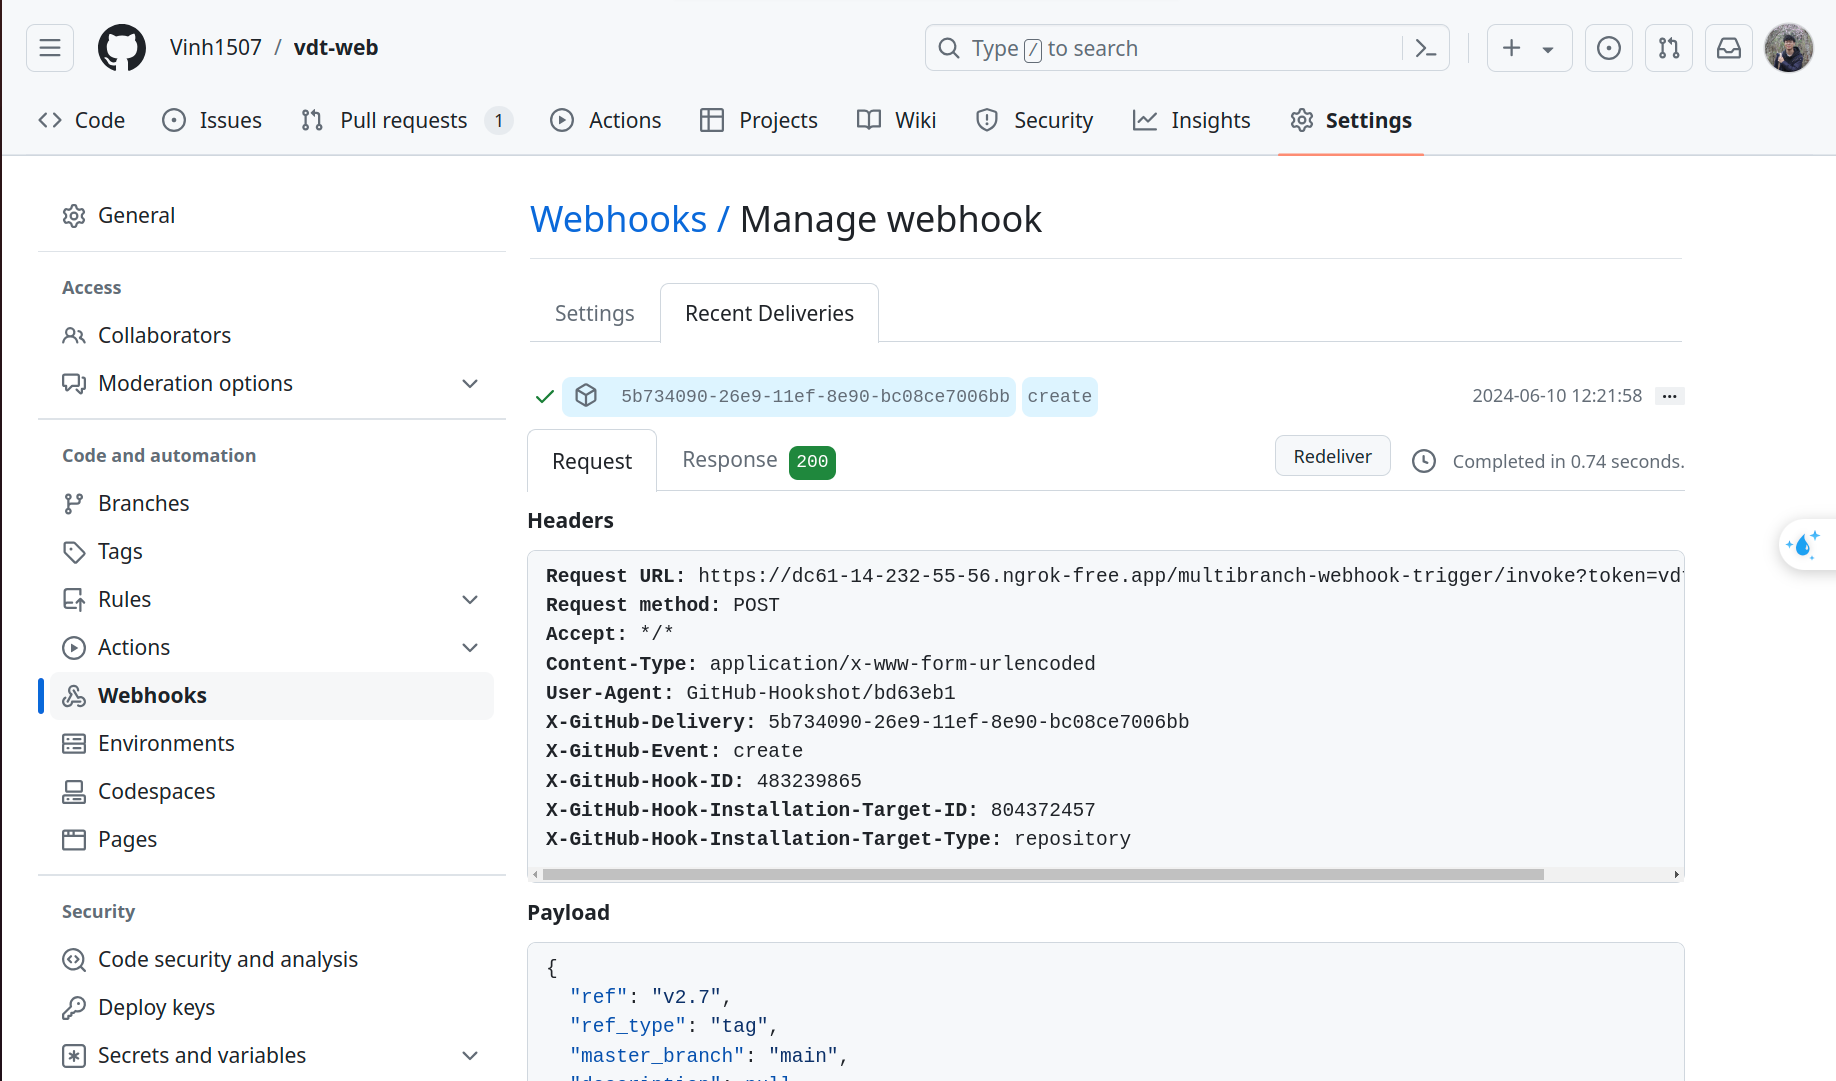 Vinh1507 / vdt-web
Type / to search
Code
Issues
Pull requests 1
Actions
Projects
Wiki
Security
Insights
Settings
General
Access
Collaborators
Moderation options
Code and automation
Branches
Tags
Rules
Actions
Webhooks
Environments
Codespaces
Pages
Security
Code security and analysis
Deploy keys
Secrets and variables
Webhooks / Manage webhook
Settings
Recent Deliveries
5b734090-26e9-11ef-8e90-bc08ce7006bb create 2024-06-10 12:21:58
Request
Response 200
Redeliver
Completed in 0.74 seconds.
Headers
Request URL: https://dc61-14-232-55-56.ngrok-free.app/multibranch-webhook-trigger/invoke?token=vd
Request method: POST
Accept: */*
Content-Type: application/x-www-form-urlencoded
User-Agent: GitHub-Hookshot/bd63eb1
X-GitHub-Delivery: 5b734090-26e9-11ef-8e90-bc08ce7006bb
X-GitHub-Event: create
X-GitHub-Hook-ID: 483239865
X-GitHub-Hook-Installation-Target-ID: 804372457
X-GitHub-Hook-Installation-Target-Type: repository
Payload
{
"ref": "v2.7",
"ref_type": "tag",
"master_branch": "main",